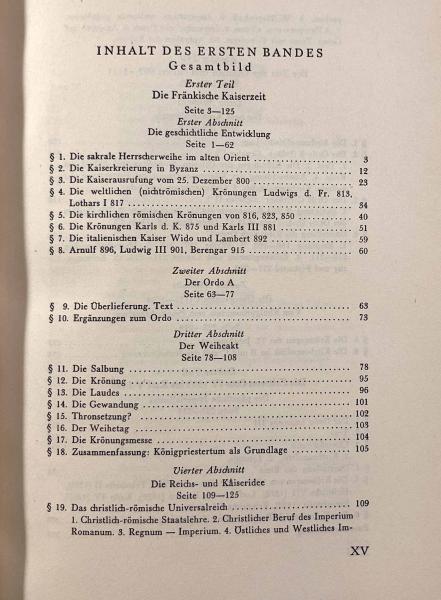 INHALT DES ERSTEN BANDES
Gesamtbild
Erster Teil
Die Fränkische Kaiserzeit
Seite 3—125
Erster Abschnitt
Die geschichtliche Entwicklung
Seite 1—62
§ 1. Die sakrale Herrscherweihe im alten Orient 3
§ 2. Die Kaiserkreierung in Byzanz 12
§ 3. Die Kaiserausrufung vom 25. Dezember 800 23
§ 4. Die weltlichen (nichtrömischen) Krönungen Ludwigs d. Fr. 813,
Lothars I 817 34
§ 5. Die kirchlichen römischen Krönungen von 816, 823, 850 40
§ 6. Die Krönungen Karls d. K. 875 und Karls III 881 51
§ 7. Die italienischen Kaiser Wido und Lambert 892 59
§ 8. Arnulf 896, Ludwig III 901, Berengar 915 60
Zweiter Abschnitt
Der Ordo A
Seite 63—77
§ 9. Die Überlieferung. Text 63
§ 10. Ergänzungen zum Ordo 73
Dritter Abschnitt
Der Weiheakt
Seite 78—108
§ 11. Die Salbung 78
§ 12. Die Krönung 95
§ 13. Die Laudes 96
§ 14. Die Gewandung 101
§ 15. Thronsetzung? 102
§ 16. Der Weihetag 103
§ 17. Die Krönungsmesse 104
§ 18. Zusammenfassung: Königpriestertum als Grundlage 105
Vierter Abschnitt
Die Reichs- und Kaiseridee
Seite 109—125
§ 19. Das christlich-römische Universalreich 109
1. Christlich-römische Staatslehre. 2. Christlicher Beruf des Imperium
Romanum. 3. Regnum — Imperium. 4. Östliches und Westliches Im-
XV